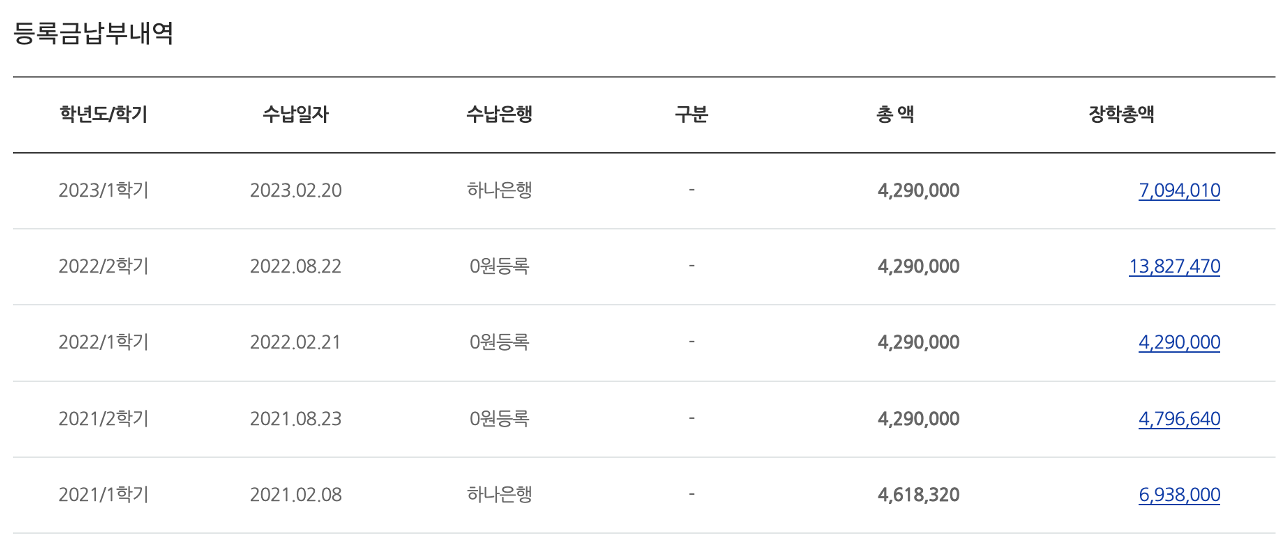 등록금납부내역
학년도/학기 수납일자 수납은행 구분 총 액 장학총액
2023/1학기 2023.02.20 하나은행 - 4,290,000 7,094,010
2022/2학기 2022.08.22 0원등록 - 4,290,000 13,827,470
2022/1학기 2022.02.21 0원등록 - 4,290,000 4,290,000
2021/2학기 2021.08.23 0원등록 - 4,290,000 4,796,640
2021/1학기 2021.02.08 하나은행 - 4,618,320 6,938,000